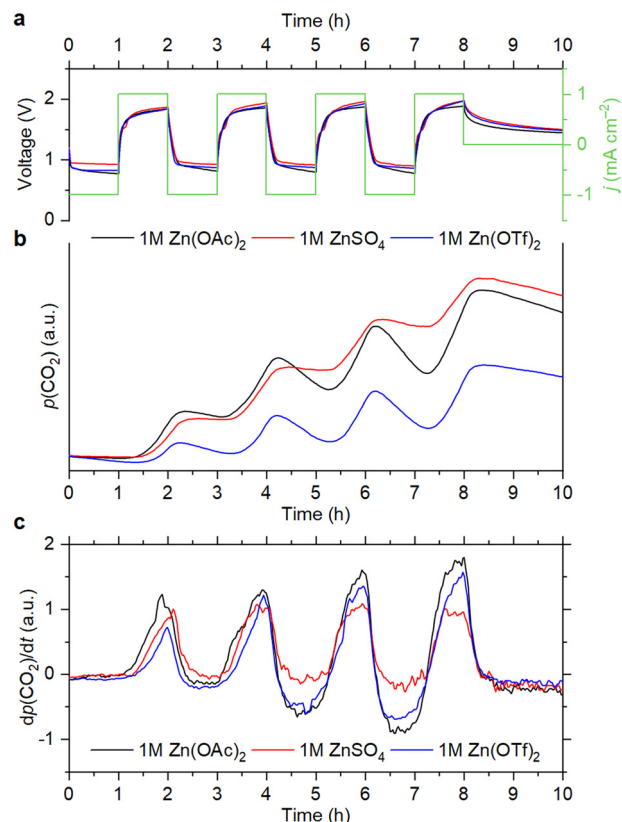 a
Time (h)
0 1 2 3 4 5 6 7 8 9 10
Voltage (V)
2
1
0
1
0
-1
j (mA cm⁻²)
1M Zn(OAc)₂ 1M ZnSO₄ 1M Zn(OTf)₂
b
p(CO₂) (a.u.)
0 1 2 3 4 5 6 7 8 9 10
Time (h)
c
dp(CO₂)/dt (a.u.)
2
1
0
-1
1M Zn(OAc)₂ 1M ZnSO₄ 1M Zn(OTf)₂
0 1 2 3 4 5 6 7 8 9 10
Time (h)